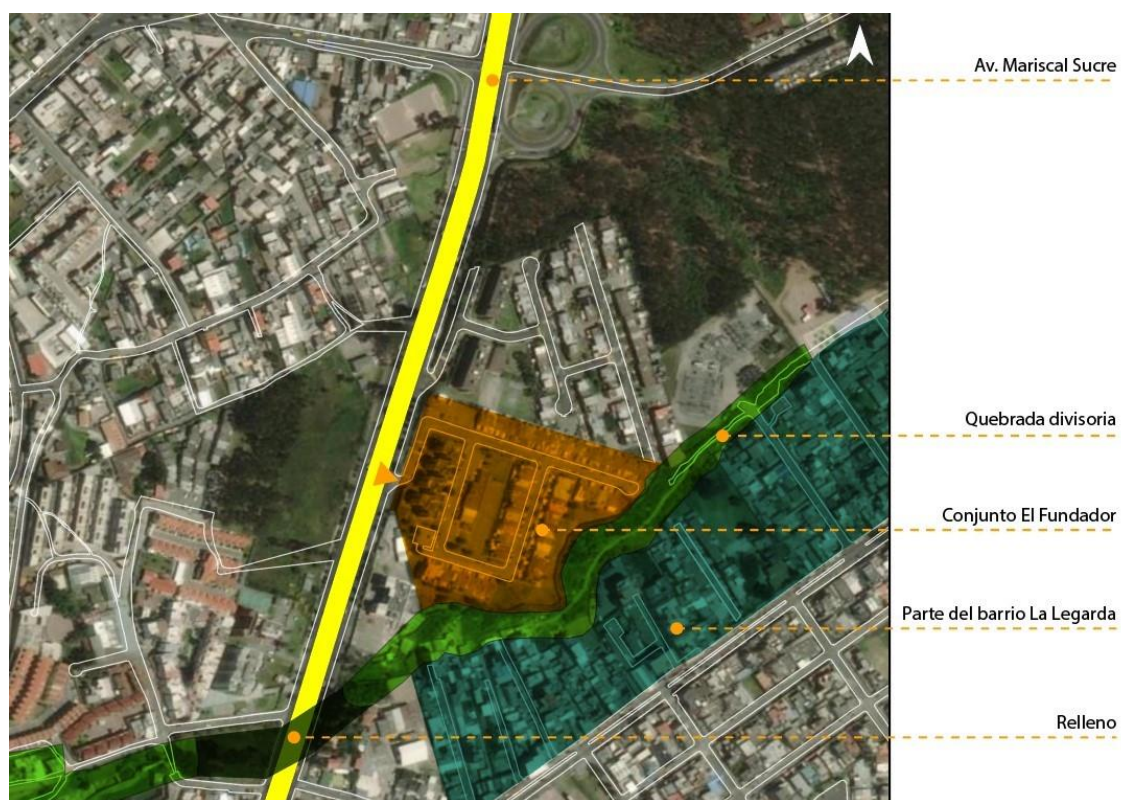 Av. Mariscal Sucre
Quebrada divisoria
Conjunto El Fundador
Parte del barrio La Legarda
Relleno